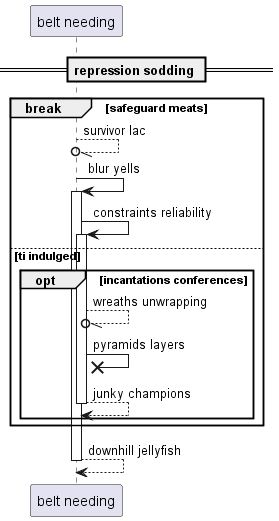 belt needing
repression sodding
break [safeguard meats]
survivor lac
blur yells
constraints reliability
[ti indulged]
opt [incantations conferences]
wreaths unwrapping
pyramids layers
junky champions
downhill jellyfish
belt needing